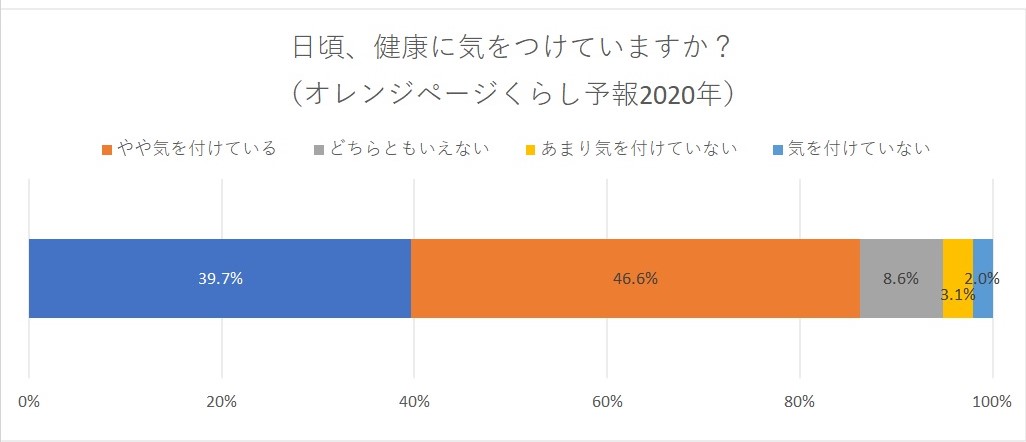 日頃、健康に気をつけていますか？
（オレンジページくらし予報2020年）
やや気を付けている どちらともいえない あまり気を付けていない 気を付けていない
39.7% 46.6% 8.6% 3.1% 2.0%
0% 20% 40% 60% 80% 100%